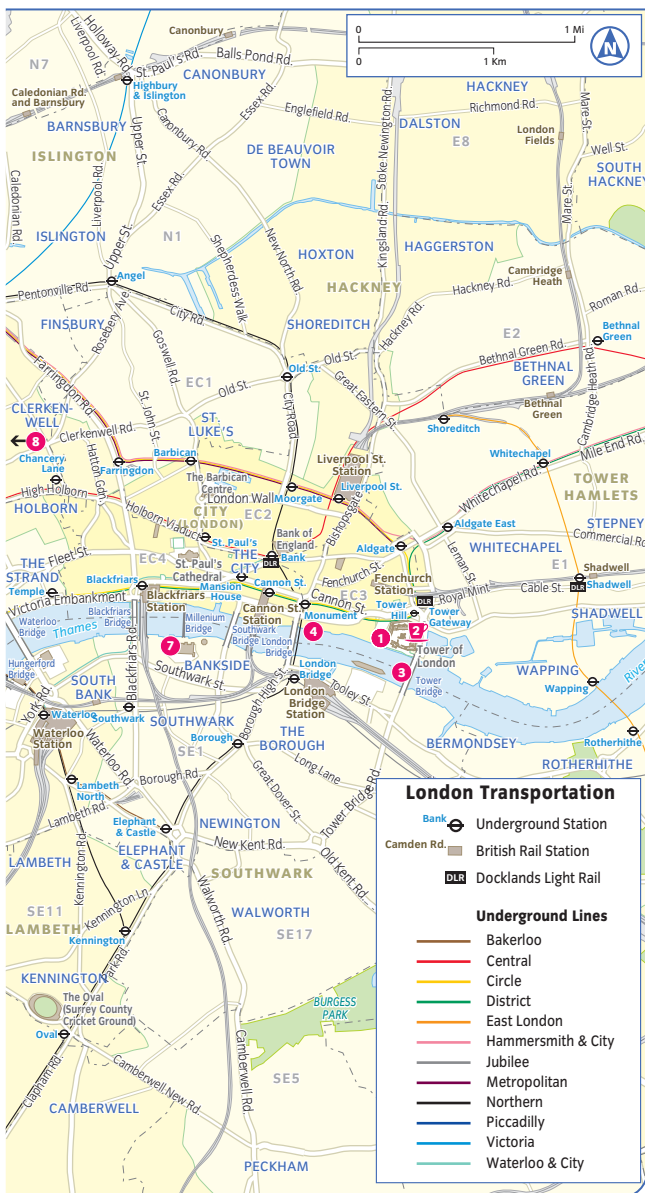 0 1 Mi
0 1 Km
N
Canonbury
Holloway Rd.
Liverpool Rd.
St. Paul's Rd.
Balls Pond Rd.
N7
CANONBURY
HACKNEY
Highbury
& Islington
Caledonian Rd.
and Barnsbury
Essex Rd.
Englefield Rd.
Richmond Rd.
Mare St.
BARNSBURY
Upper St.
Canonbury Rd.
Stoke Newington Rd.
DALSTON
E8
London
Fields
Well St.
ISLINGTON
DE BEAUVOIR
TOWN
SOUTH
HACKNEY
Caledonian Rd
Liverpool Rd.
Essex Rd.
Mare St.
ISLINGTON
Upper St.
N1
Shepherdess Walk
New North Rd.
HOXTON
Kingsland Rd.
HAGGERSTON
Angel
Pentonville Rd.
HACKNEY
Hackney Rd.
Cambridge
Heath
Roman Rd.
FINSBURY
Rosebery Ave.
City Rd.
SHOREDITCH
Hackney Rd.
E2
Bethnal
Green
Goswell Rd.
Old St.
Bethnal Green Rd.
BETHNAL
GREEN
Farringdon Rd.
EC1
Old St.
Old St.
Great Eastern St.
Bethnal
Green
Cambridge Heath Rd.
CLERKEN-
WELL
St. John St.
ST.
LUKE'S
City Road
Shoreditch
8
Clerkenwell Rd.
Chancery
Lane
Hatton Gdn.
Barbican
Farringdon
Liverpool St.
Station
Whitechapel
Mile End Rd.
The Barbican
Centre
Liverpool St.
TOWER
HAMLETS
High Holborn
HOLBORN
London Wall
Moorgate
Whitechapel Rd.
Holborn Viaduct
CITY
(LONDON)
EC2
Bishopsgate
Aldgate East
STEPNEY
Commercial Rd.
St. Paul's
Bank of
England
Aldgate
Leman St.
WHITECHAPEL
Fleet St.
EC4
St. Paul's
Cathedral
THE
CITY
Bank
DLR
Fenchurch St.
E1
THE
STRAND
Temple
Blackfriars
Mansion
House
Cannon St.
EC3
Fenchurch
Station
Royal Mint
Cable St.
Shadwell
Shadwell
DLR
DLR
Victoria Embankment
Blackfriars
Station
Cannon St.
Station
Cannon St.
Monument
Tower
Hill
Tower
Gateway
SHADWELL
Waterloo
Bridge
Thames
Blackfriars
Bridge
Millenium
Bridge
Southwark
Bridge
London
Bridge
4
1
2
Tower of
London
7
BANKSIDE
Hungerford
Bridge
Southwark St.
London
Bridge
3
Tower
Bridge
WAPPING
River
SOUTH
BANK
Blackfriars Rd.
Borough High St.
London
Bridge
Station
Tooley St.
Wapping
York Rd.
Waterloo
Southwark
SOUTHWARK
Waterloo
Station
SE1
Borough
THE
BOROUGH
BERMONDSEY
Rotherhithe
ROTHERHITHE
Waterloo Rd.
Borough Rd.
Long Lane
Lambeth
North
Great Dover St.
Tower Bridge Rd.
Lambeth Rd.
Elephant
& Castle
NEWINGTON
ELEPHANT
& CASTLE
New Kent Rd.
LAMBETH
Kennington Rd.
SOUTHWARK
Old Kent Rd.
SE11
LAMBETH
Kennington Ln.
Walworth Rd.
WALWORTH
SE17
Kennington
Park Rd.
KENNINGTON
The Oval
(Surrey County
Cricket Ground)
BURGESS
PARK
Oval
Camberwell Rd.
Clapham Rd.
Camberwell New Rd.
SE5
CAMBERWELL
PECKHAM
London Transportation
Bank Underground Station
Camden Rd. British Rail Station
DLR Docklands Light Rail
Underground Lines
Bakerloo
Central
Circle
District
East London
Hammersmith & City
Jubilee
Metropolitan
Northern
Piccadilly
Victoria
Waterloo & City